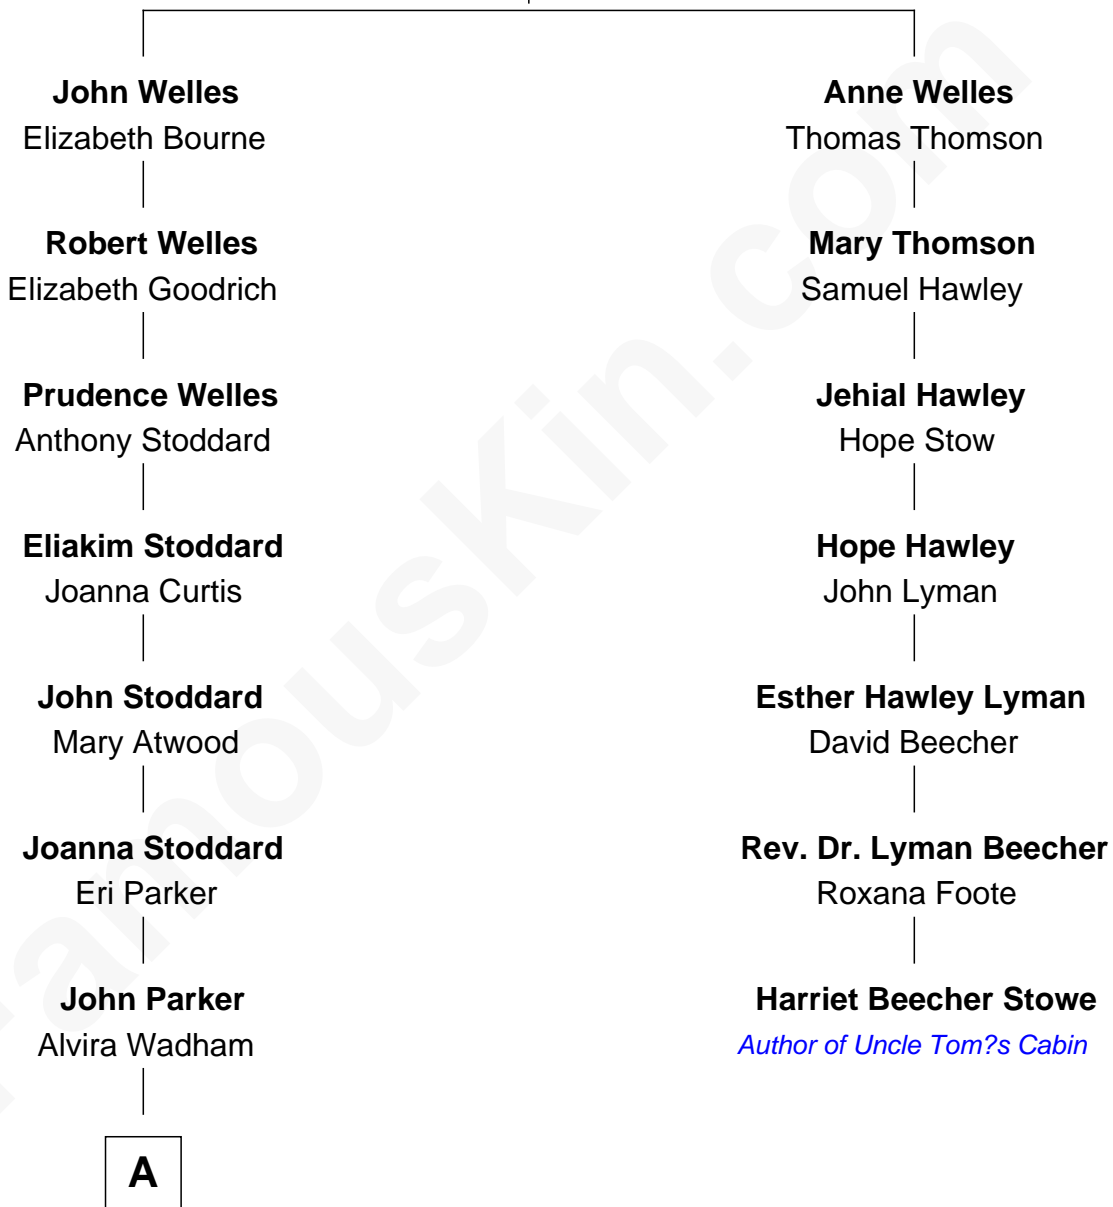 John Welles
Elizabeth Bourne
Anne Welles
Thomas Thomson
Robert Welles
Elizabeth Goodrich
Mary Thomson
Samuel Hawley
Prudence Welles
Anthony Stoddard
Jehial Hawley
Hope Stow
Eliakim Stoddard
Joanna Curtis
Hope Hawley
John Lyman
John Stoddard
Mary Atwood
Esther Hawley Lyman
David Beecher
Joanna Stoddard
Eri Parker
Rev. Dr. Lyman Beecher
Roxana Foote
John Parker
Alvira Wadham
Harriet Beecher Stowe
Author of Uncle Tom?s Cabin
A
FamousKin.com